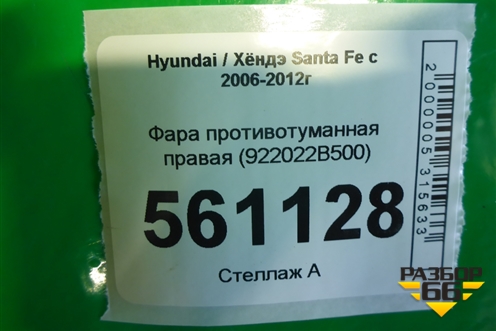 Hyundai / Хёндэ Santa Fe с
2006-2012г
Фара противотуманная
правая (922022B500)
561128
Стеллаж А
2000005315633
РАЗБОР
66